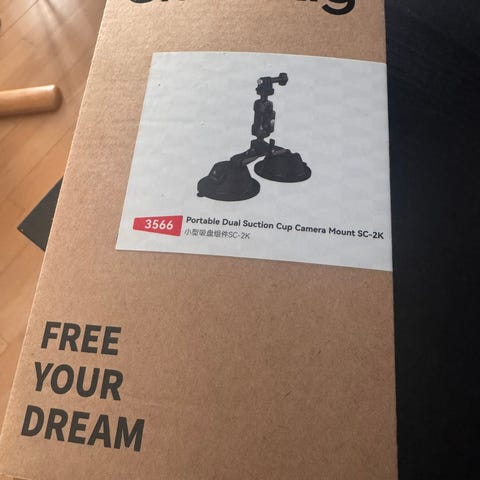 3566 Portable Dual Suction Cup Camera Mount SC-2K
小型吸盘组件SC-2K
FREE
YOUR
DREAM